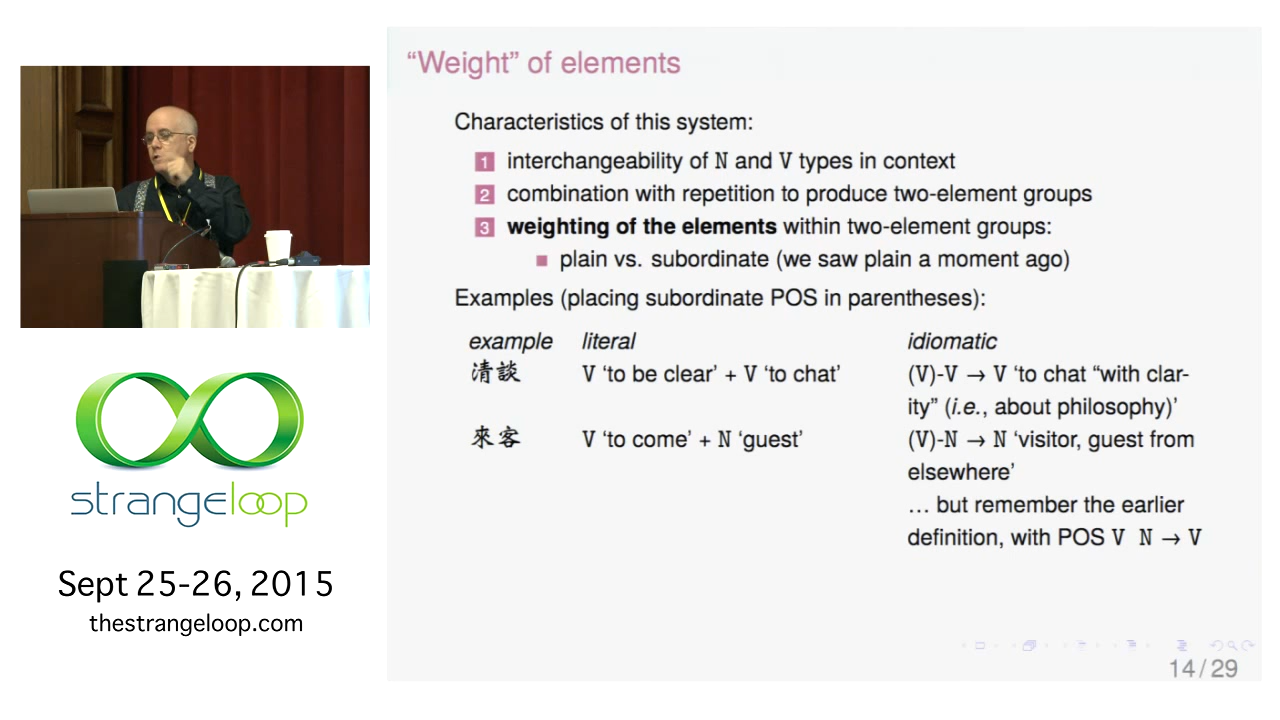 "Weight" of elements
Characteristics of this system:
1 interchangeability of N and V types in context
2 combination with repetition to produce two-element groups
3 weighting of the elements within two-element groups:
plain vs. subordinate (we saw plain a moment ago)
Examples (placing subordinate POS in parentheses):
example literal idiomatic
清談 V 'to be clear' + V 'to chat' (V)-V → V 'to chat "with clar-
ity" (i.e., about philosophy)'
來客 V 'to come' + N 'guest' (V)-N → N 'visitor, guest from
elsewhere'
... but remember the earlier
definition, with POS V N → V
14 / 29
strangeloop
Sept 25-26, 2015
thestrangeloop.com